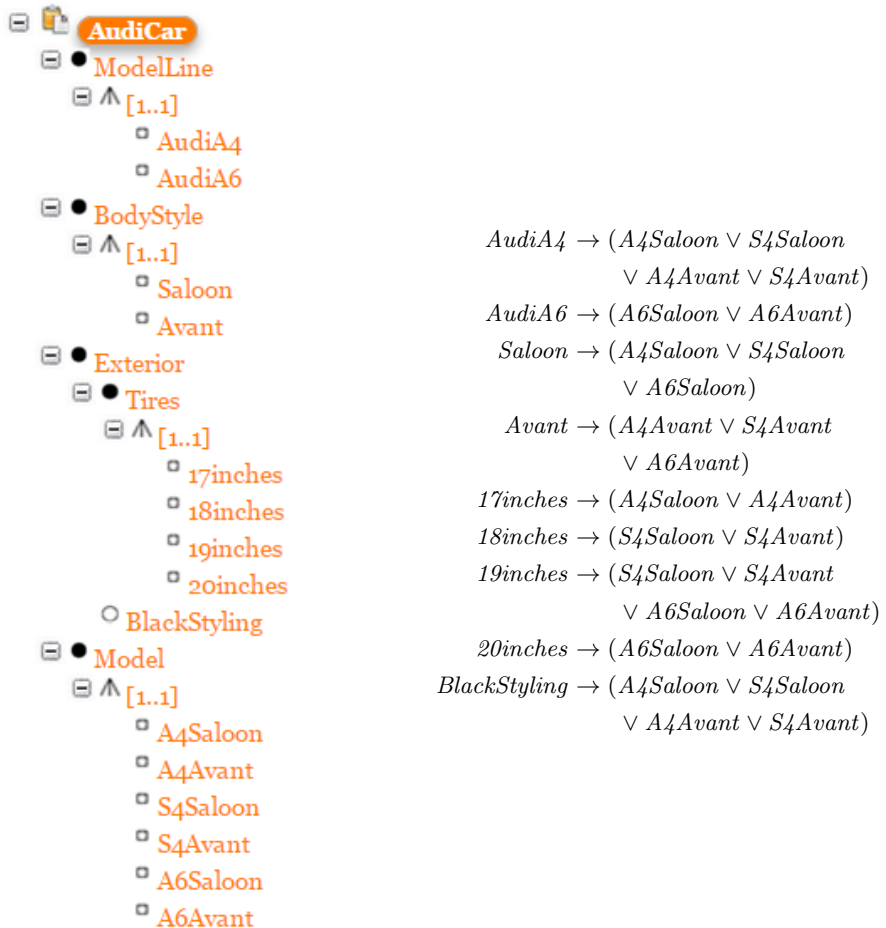 AudiCar
ModelLine
[1..1]
AudiA4
AudiA6
BodyStyle
[1..1]
Saloon
Avant
Exterior
Tires
[1..1]
17inches
18inches
19inches
20inches
BlackStyling
Model
[1..1]
A4Saloon
A4Avant
S4Saloon
S4Avant
A6Saloon
A6Avant
AudiA4 → (A4Saloon ∨ S4Saloon
∨ A4Avant ∨ S4Avant)
AudiA6 → (A6Saloon ∨ A6Avant)
Saloon → (A4Saloon ∨ S4Saloon
∨ A6Saloon)
Avant → (A4Avant ∨ S4Avant
∨ A6Avant)
17inches → (A4Saloon ∨ A4Avant)
18inches → (S4Saloon ∨ S4Avant)
19inches → (S4Saloon ∨ S4Avant
∨ A6Saloon ∨ A6Avant)
20inches → (A6Saloon ∨ A6Avant)
BlackStyling → (A4Saloon ∨ S4Saloon
∨ A4Avant ∨ S4Avant)